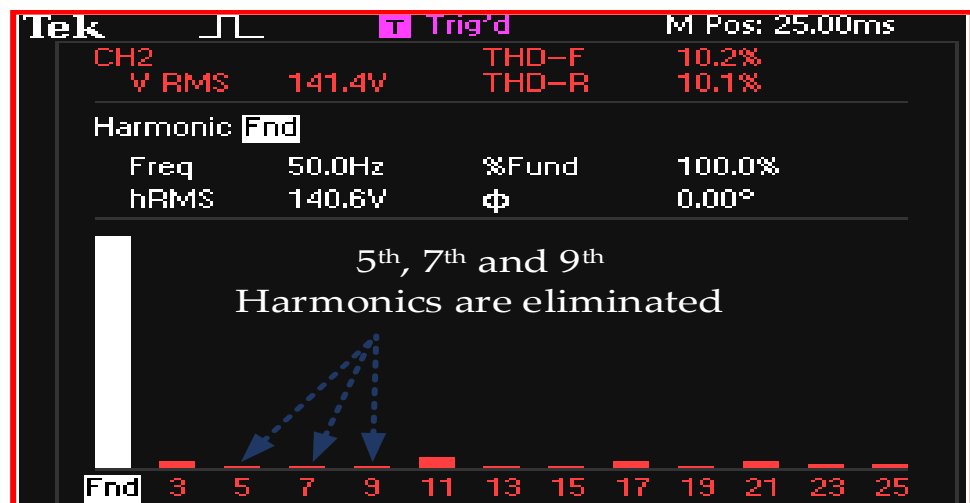 Tek T Trig'd M Pos: 25.00ms
CH2 THD–F 10.2%
V RMS 141.4V THD–R 10.1%
Harmonic Fnd
Freq 50.0Hz %Fund 100.0%
hRMS 140.6V Φ 0.00°
5th, 7th and 9th
Harmonics are eliminated
Fnd 3 5 7 9 11 13 15 17 19 21 23 25